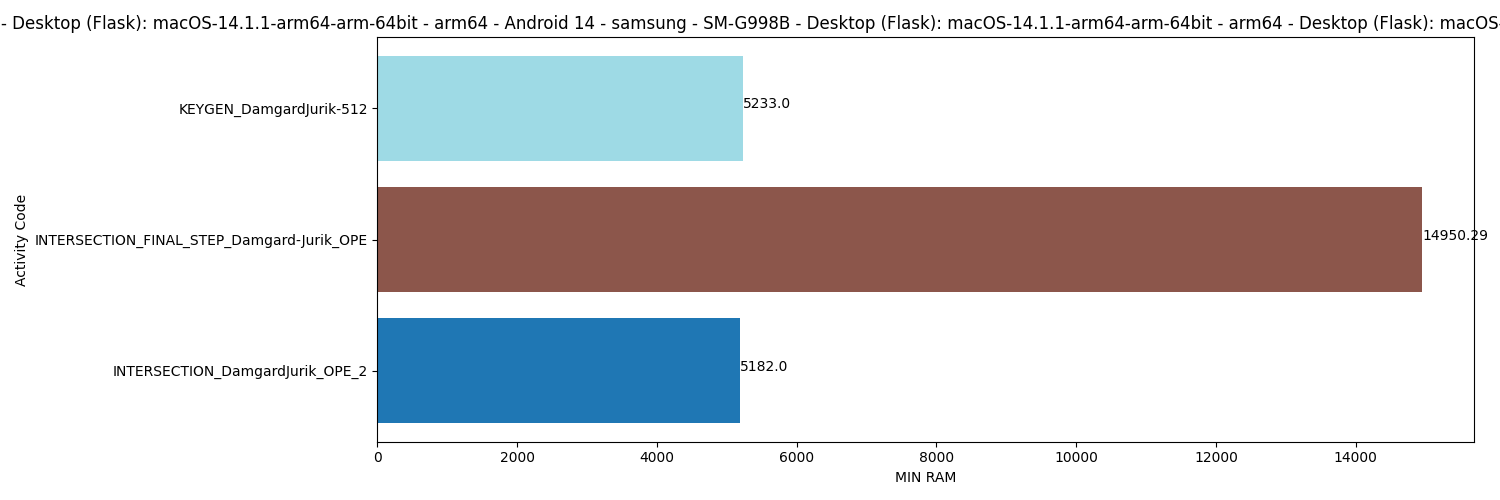 - Desktop (Flask): macOS-14.1.1-arm64-arm-64bit - arm64 - Android 14 - samsung - SM-G998B - Desktop (Flask): macOS-14.1.1-arm64-arm-64bit - arm64 - Desktop (Flask): macOS-
KEYGEN_DamgardJurik-512
5233.0
INTERSECTION_FINAL_STEP_Damgard-Jurik_OPE
14950.29
INTERSECTION_DamgardJurik_OPE_2
5182.0
Activity Code
0 2000 4000 6000 8000 10000 12000 14000
MIN RAM